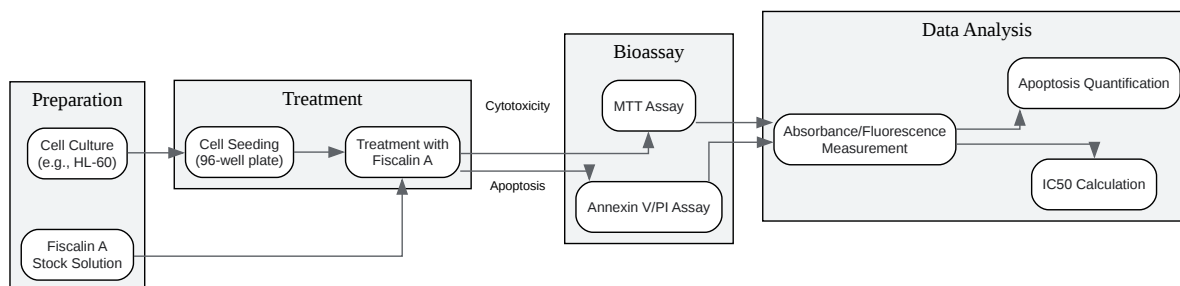 Preparation
Cell Culture
(e.g., HL-60)
Fiscalin A
Stock Solution
Treatment
Cell Seeding
(96-well plate)
Treatment with
Fiscalin A
Cytotoxicity
Apoptosis
Bioassay
MTT Assay
Annexin V/PI Assay
Data Analysis
Absorbance/Fluorescence
Measurement
Apoptosis Quantification
IC50 Calculation